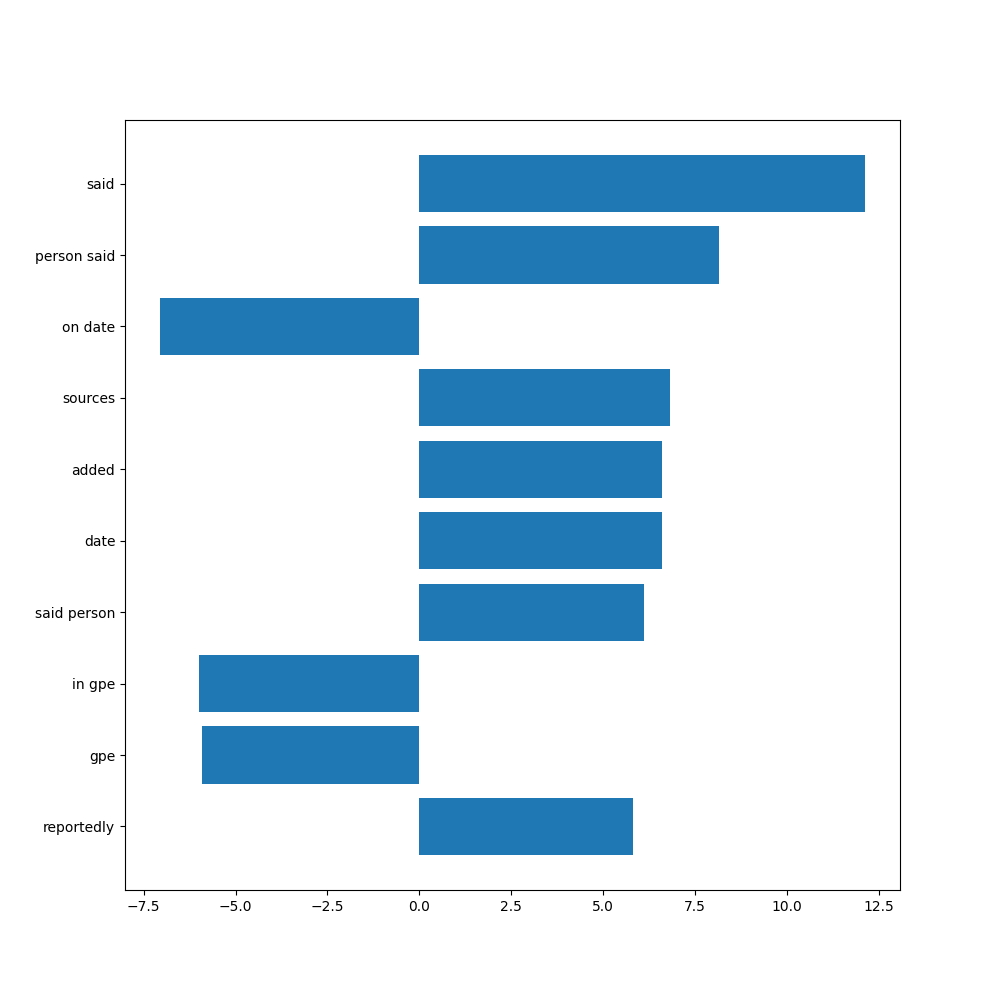 said
person said
on date
sources
added
date
said person
in gpe
gpe
reportedly
−7.5 −5.0 −2.5 0.0 2.5 5.0 7.5 10.0 12.5